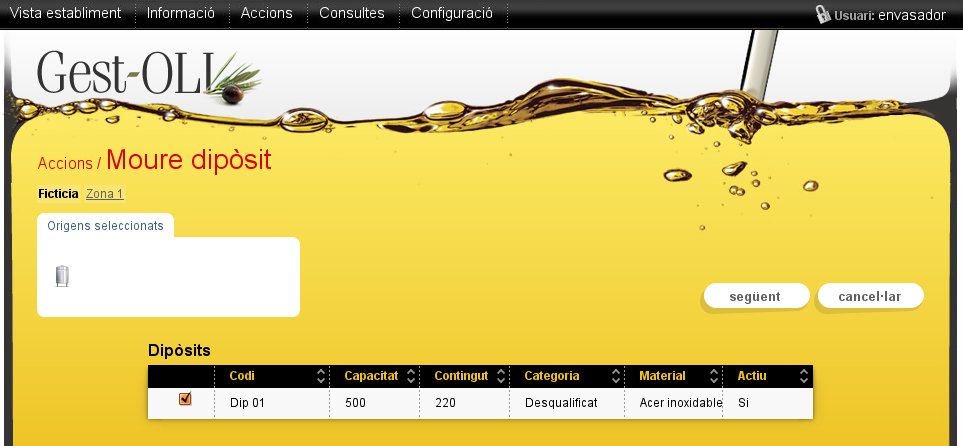 Vista establiment Informació Accions Consultes Configuració Usuari: envasador
Gest-OLI
Accions / Moure dipòsit
Ficticia Zona 1
Origens seleccionats
següent cancel·lar
Dipòsits
Codi Capacitat Contingut Categoria Material Actiu
Dip 01 500 220 Desqualificat Acer inoxidable Si